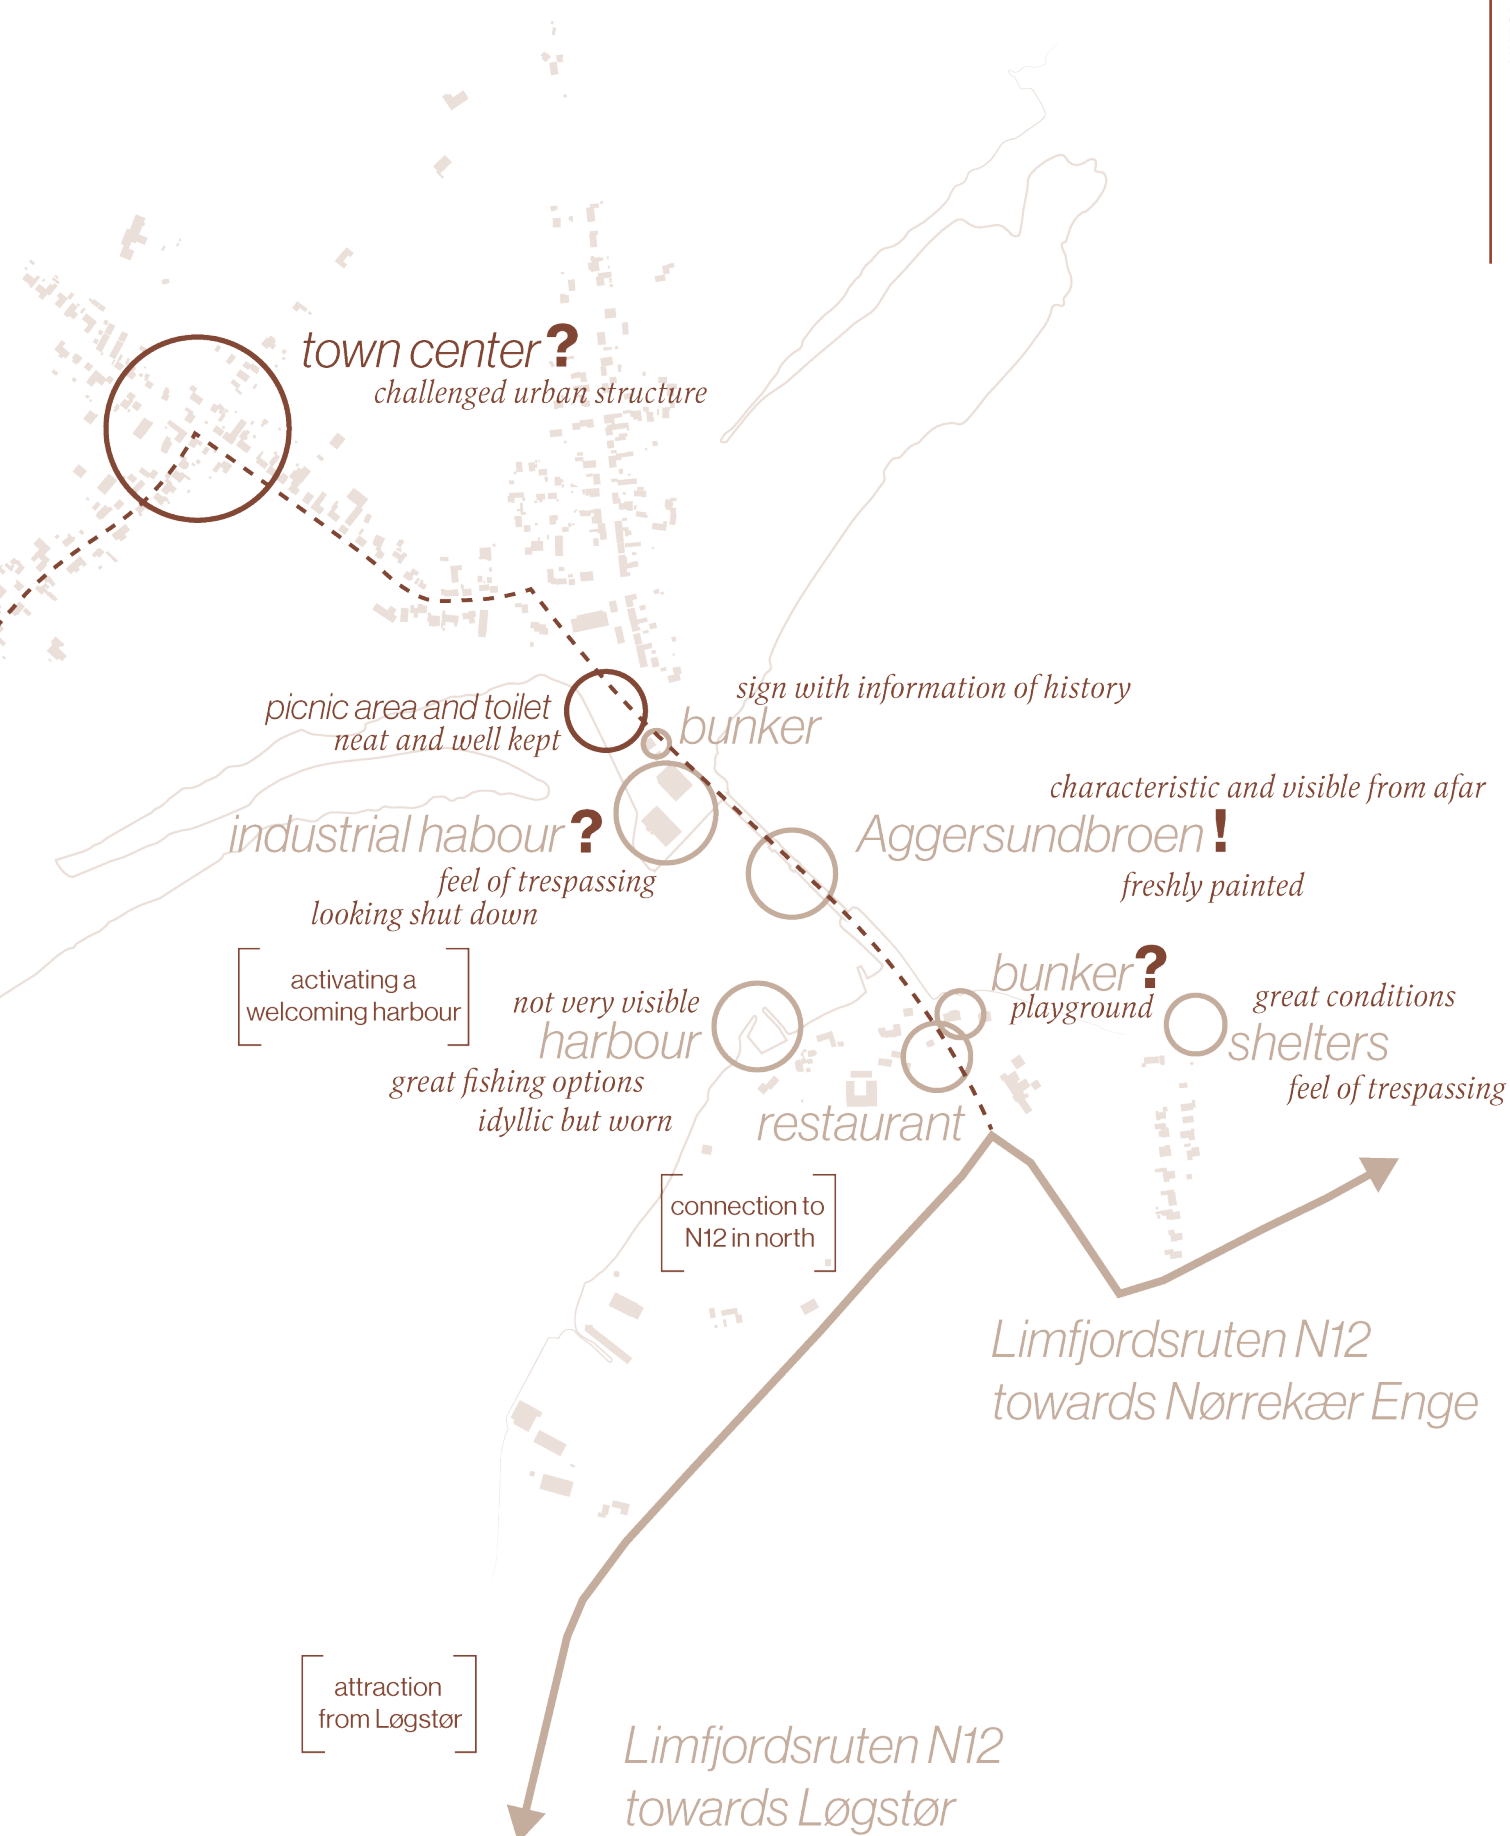 town center?
challenged urban structure
sign with information of history
picnic area and toilet
neat and well kept
bunker
characteristic and visible from afar
industrial habour?
Aggersundbroen!
feel of trespassing
looking shut down
freshly painted
activating a
welcoming harbour
bunker?
playground
not very visible
harbour
great fishing options
idyllic but worn
great conditions
shelters
feel of trespassing
restaurant
connection to
N12 in north
Limfjordsruten N12
towards Nørrekær Enge
attraction
from Løgstør
Limfjordsruten N12
towards Løgstør